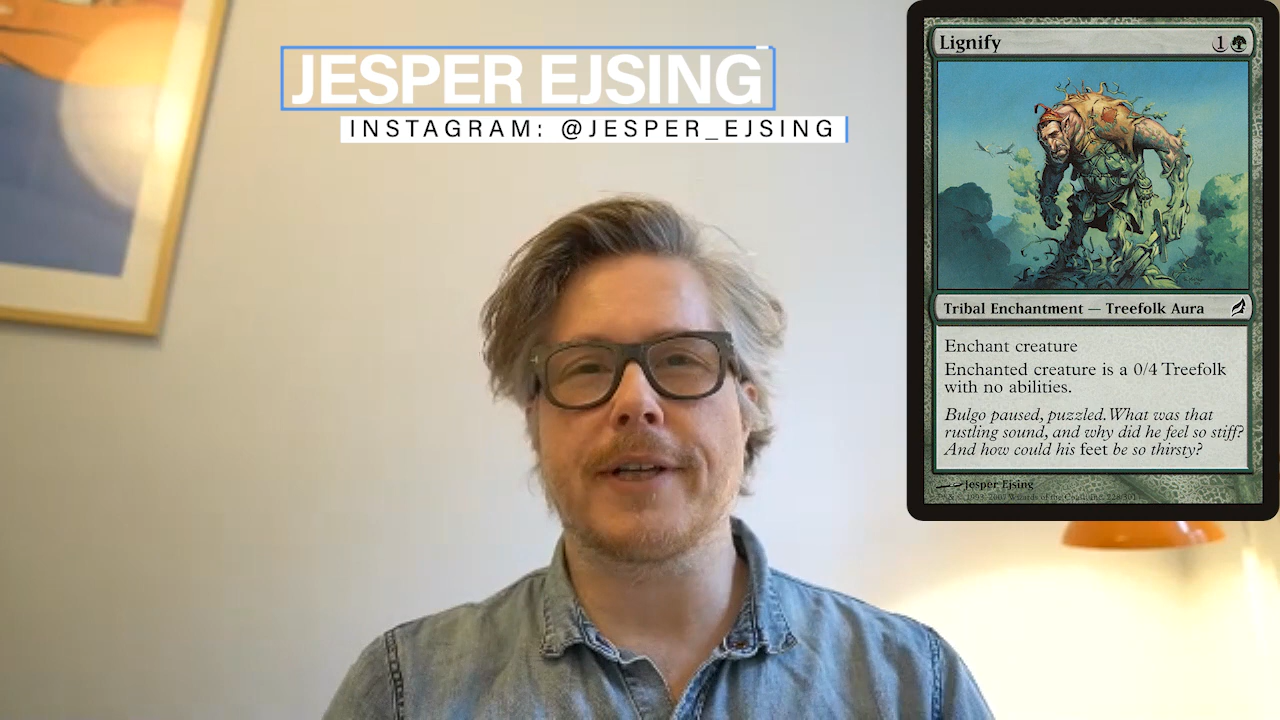 JESPER EJSING
INSTAGRAM: @JESPER_EJSING
Lignify
1
Tribal Enchantment — Treefolk Aura
Enchant creature
Enchanted creature is a 0/4 Treefolk
with no abilities.
Bulgo paused, puzzled. What was that
rustling sound, and why did he feel so stiff?
And how could his feet be so thirsty?
Jesper Ejsing